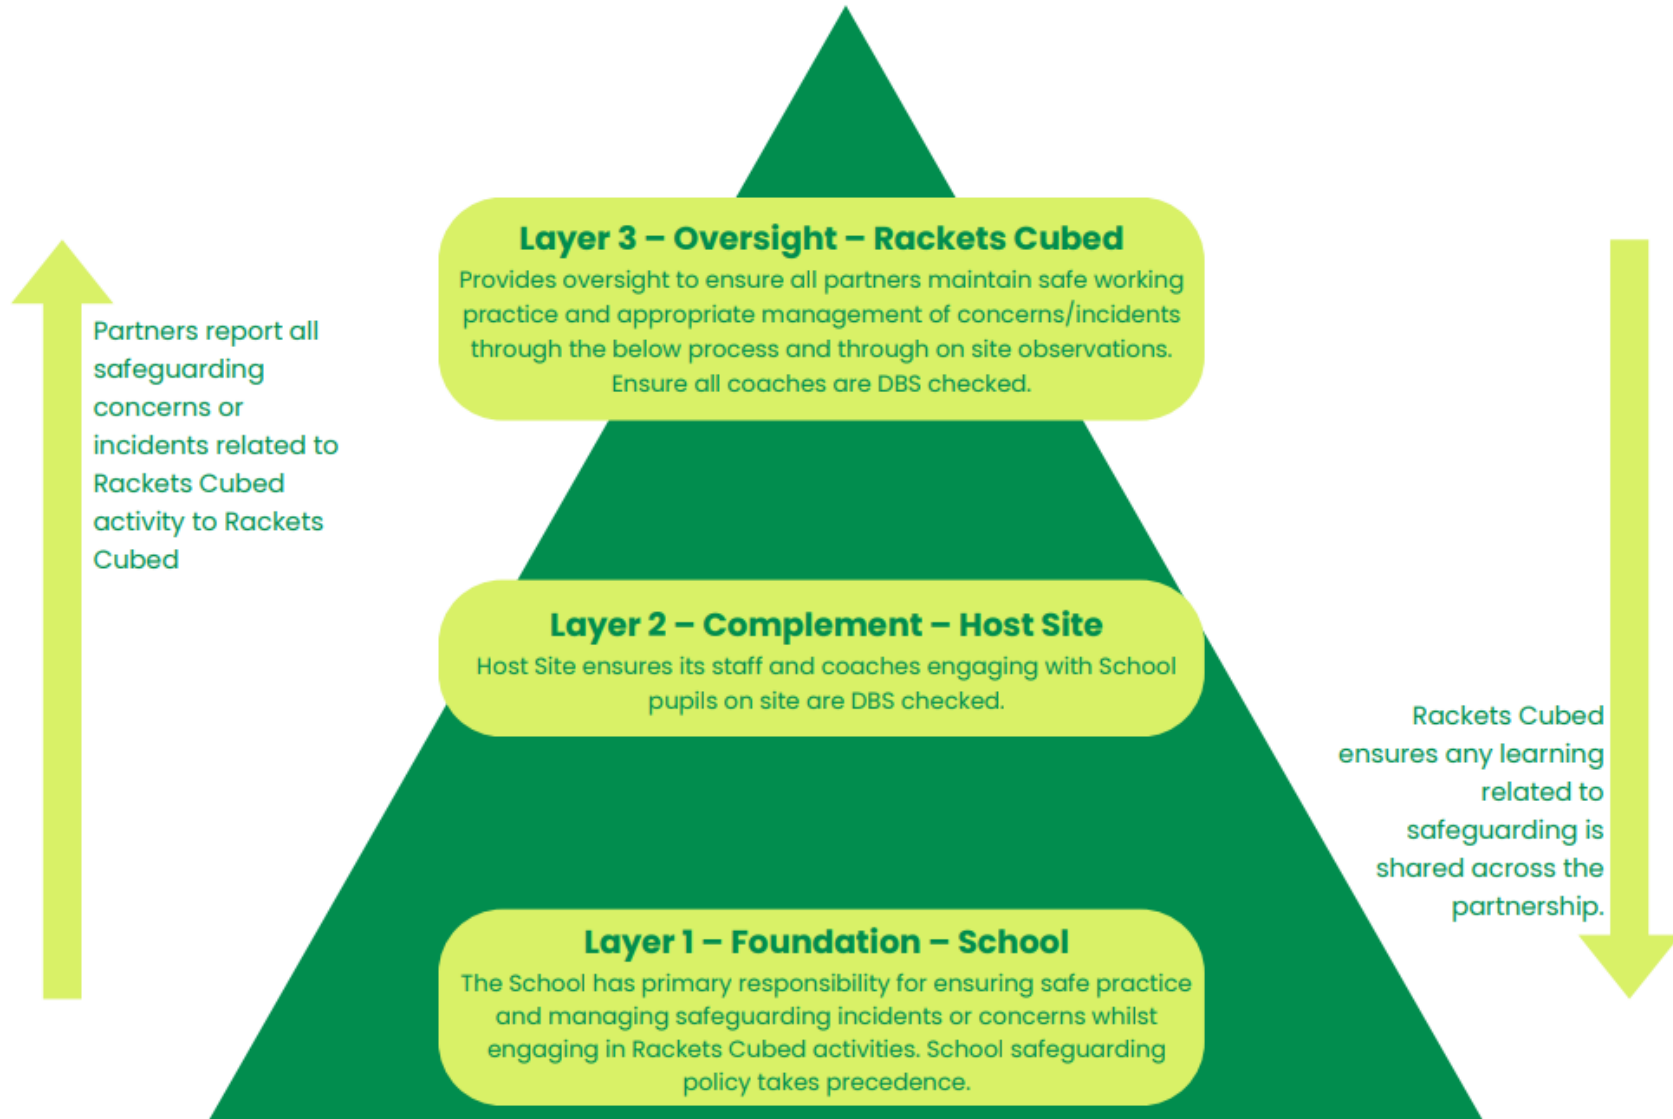 Layer 3 – Oversight – Rackets Cubed
Provides oversight to ensure all partners maintain safe working
practice and appropriate management of concerns/incidents
through the below process and through on site observations.
Ensure all coaches are DBS checked.
Partners report all
safeguarding
concerns or
incidents related to
Rackets Cubed
activity to Rackets
Cubed
Layer 2 – Complement – Host Site
Host Site ensures its staff and coaches engaging with School
pupils on site are DBS checked.
Rackets Cubed
ensures any learning
related to
safeguarding is
shared across the
partnership.
Layer 1 – Foundation – School
The School has primary responsibility for ensuring safe practice
and managing safeguarding incidents or concerns whilst
engaging in Rackets Cubed activities. School safeguarding
policy takes precedence.